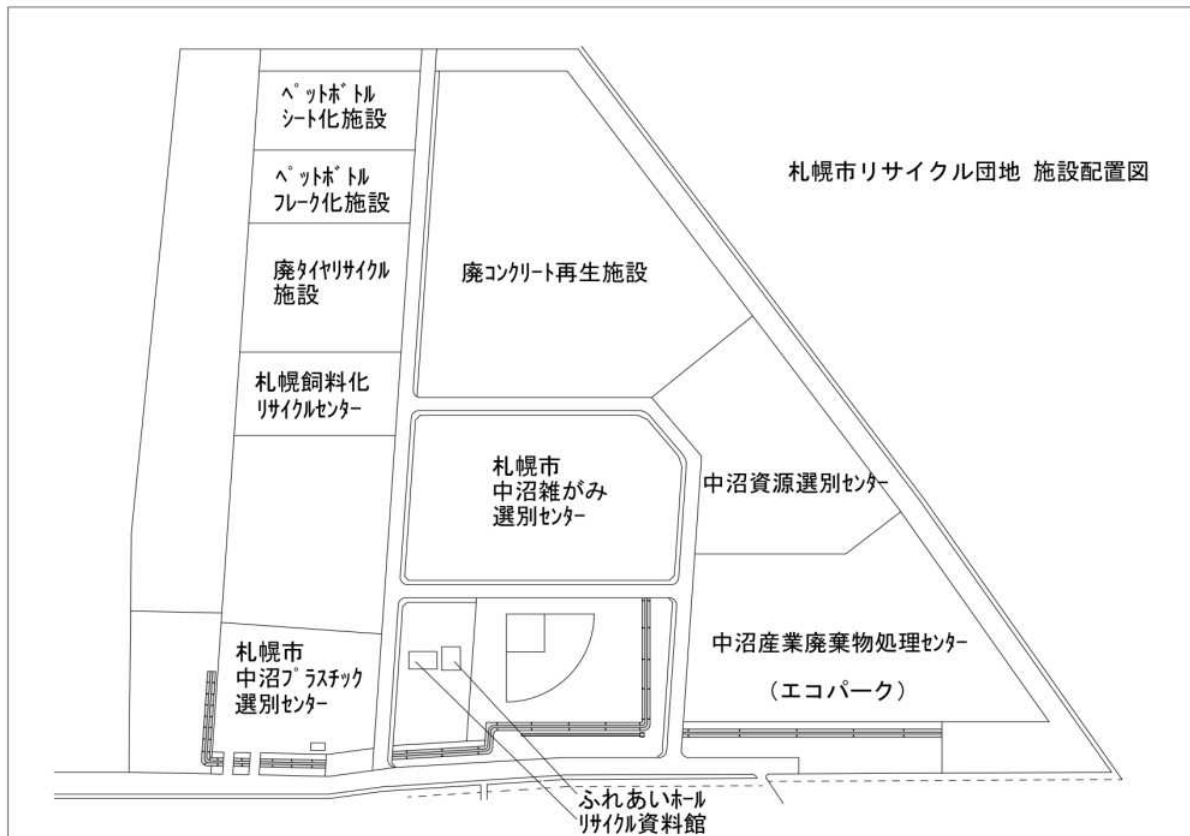 ﾍﾟｯﾄﾎﾞﾄﾙ
ｼｰﾄ化施設
ﾍﾟｯﾄﾎﾞﾄﾙ
ﾌﾚｰｸ化施設
廃ﾀｲﾔﾘｻｲｸﾙ
施設
札幌飼料化
ﾘｻｲｸﾙｾﾝﾀｰ
札幌市リサイクル団地 施設配置図
廃ｺﾝｸﾘｰﾄ再生施設
札幌市
中沼雑がみ
選別ｾﾝﾀｰ
中沼資源選別ｾﾝﾀｰ
札幌市
中沼ﾌﾟﾗｽﾁｯｸ
選別ｾﾝﾀｰ
中沼産業廃棄物処理ｾﾝﾀｰ
（エコパーク）
ふれあいﾎｰﾙ
ﾘｻｲｸﾙ資料館